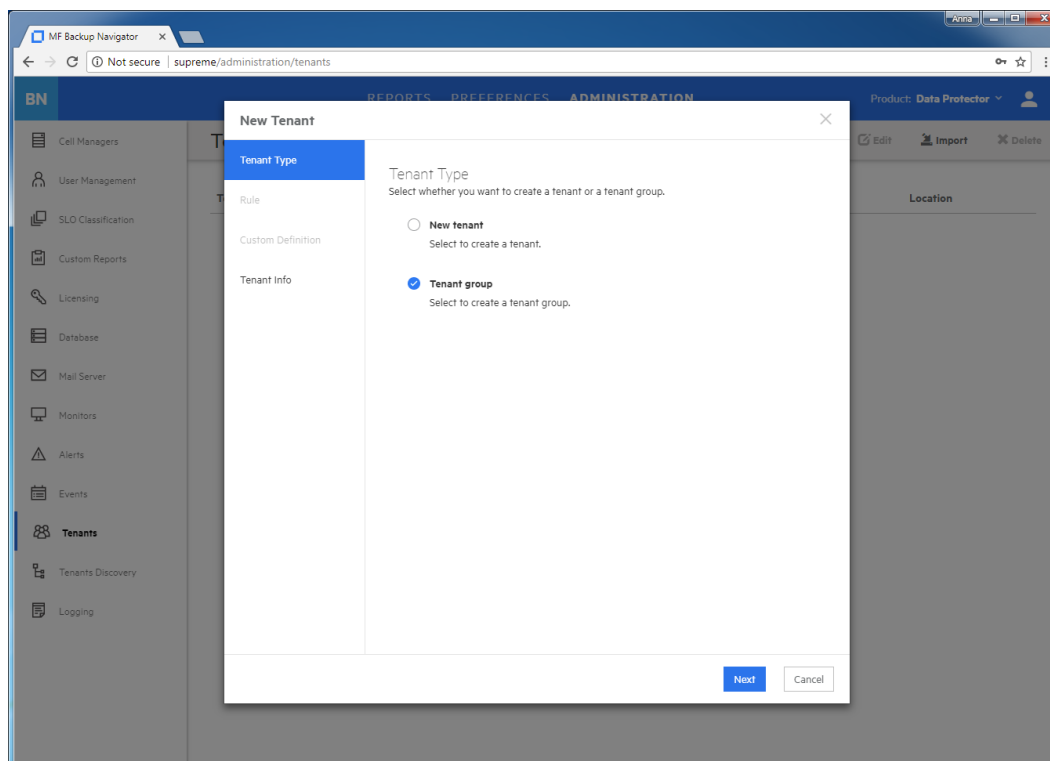 Anna
MF Backup Navigator
Not secure | supreme/administration/tenants
BN
REPORTS PREFERENCES ADMINISTRATION
Product: Data Protector
Cell Managers
User Management
SLO Classification
Custom Reports
Licensing
Database
Mail Server
Monitors
Alerts
Events
Tenants
Tenants Discovery
Logging
Edit Import Delete
Location
New Tenant
Tenant Type
Rule
Custom Definition
Tenant Info
Tenant Type
Select whether you want to create a tenant or a tenant group.
New tenant
Select to create a tenant.
Tenant group
Select to create a tenant group.
Next Cancel